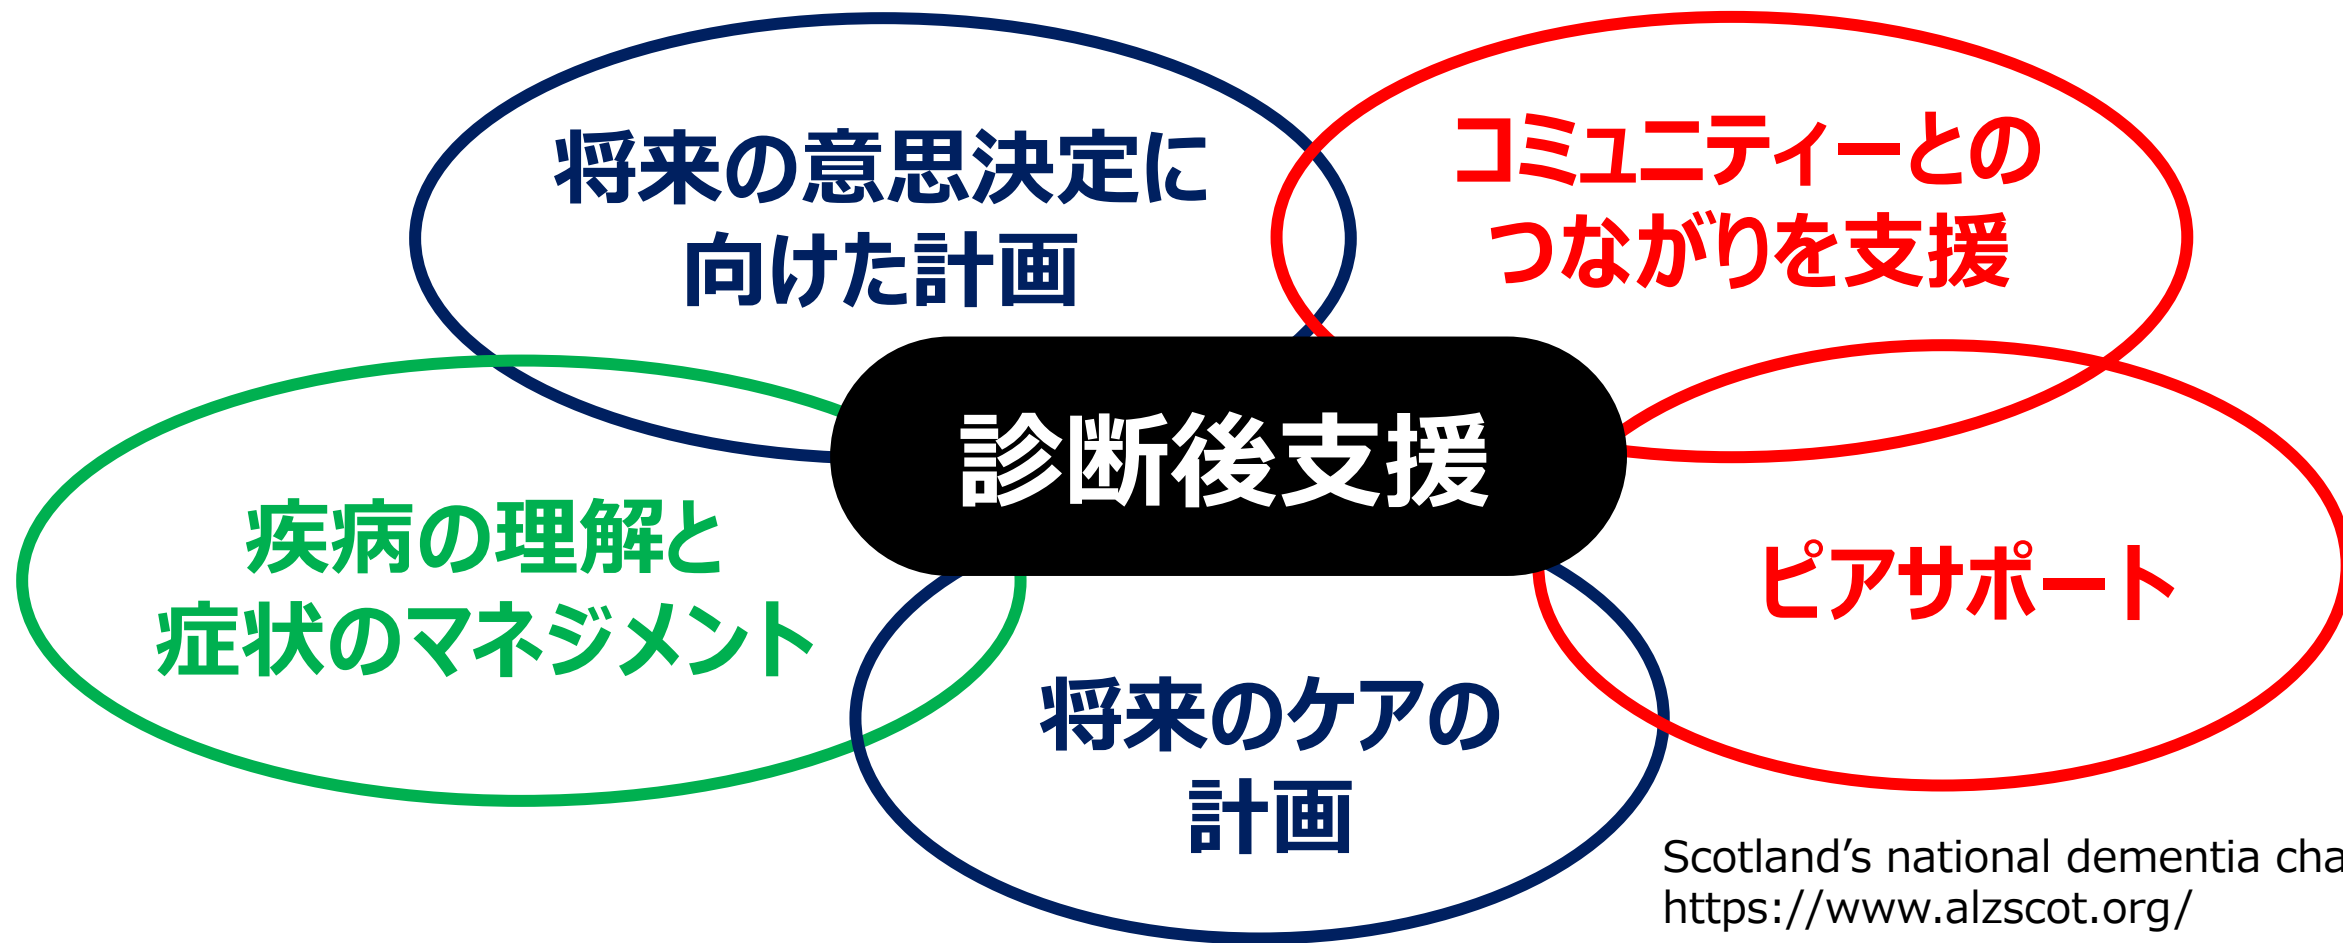 将来の意思決定に
向けた計画
コミュニティーとの
つながりを支援
診断後支援
疾病の理解と
症状のマネジメント
ピアサポート
将来のケアの
計画
Scotland's national dementia cha
https://www.alzscot.org/